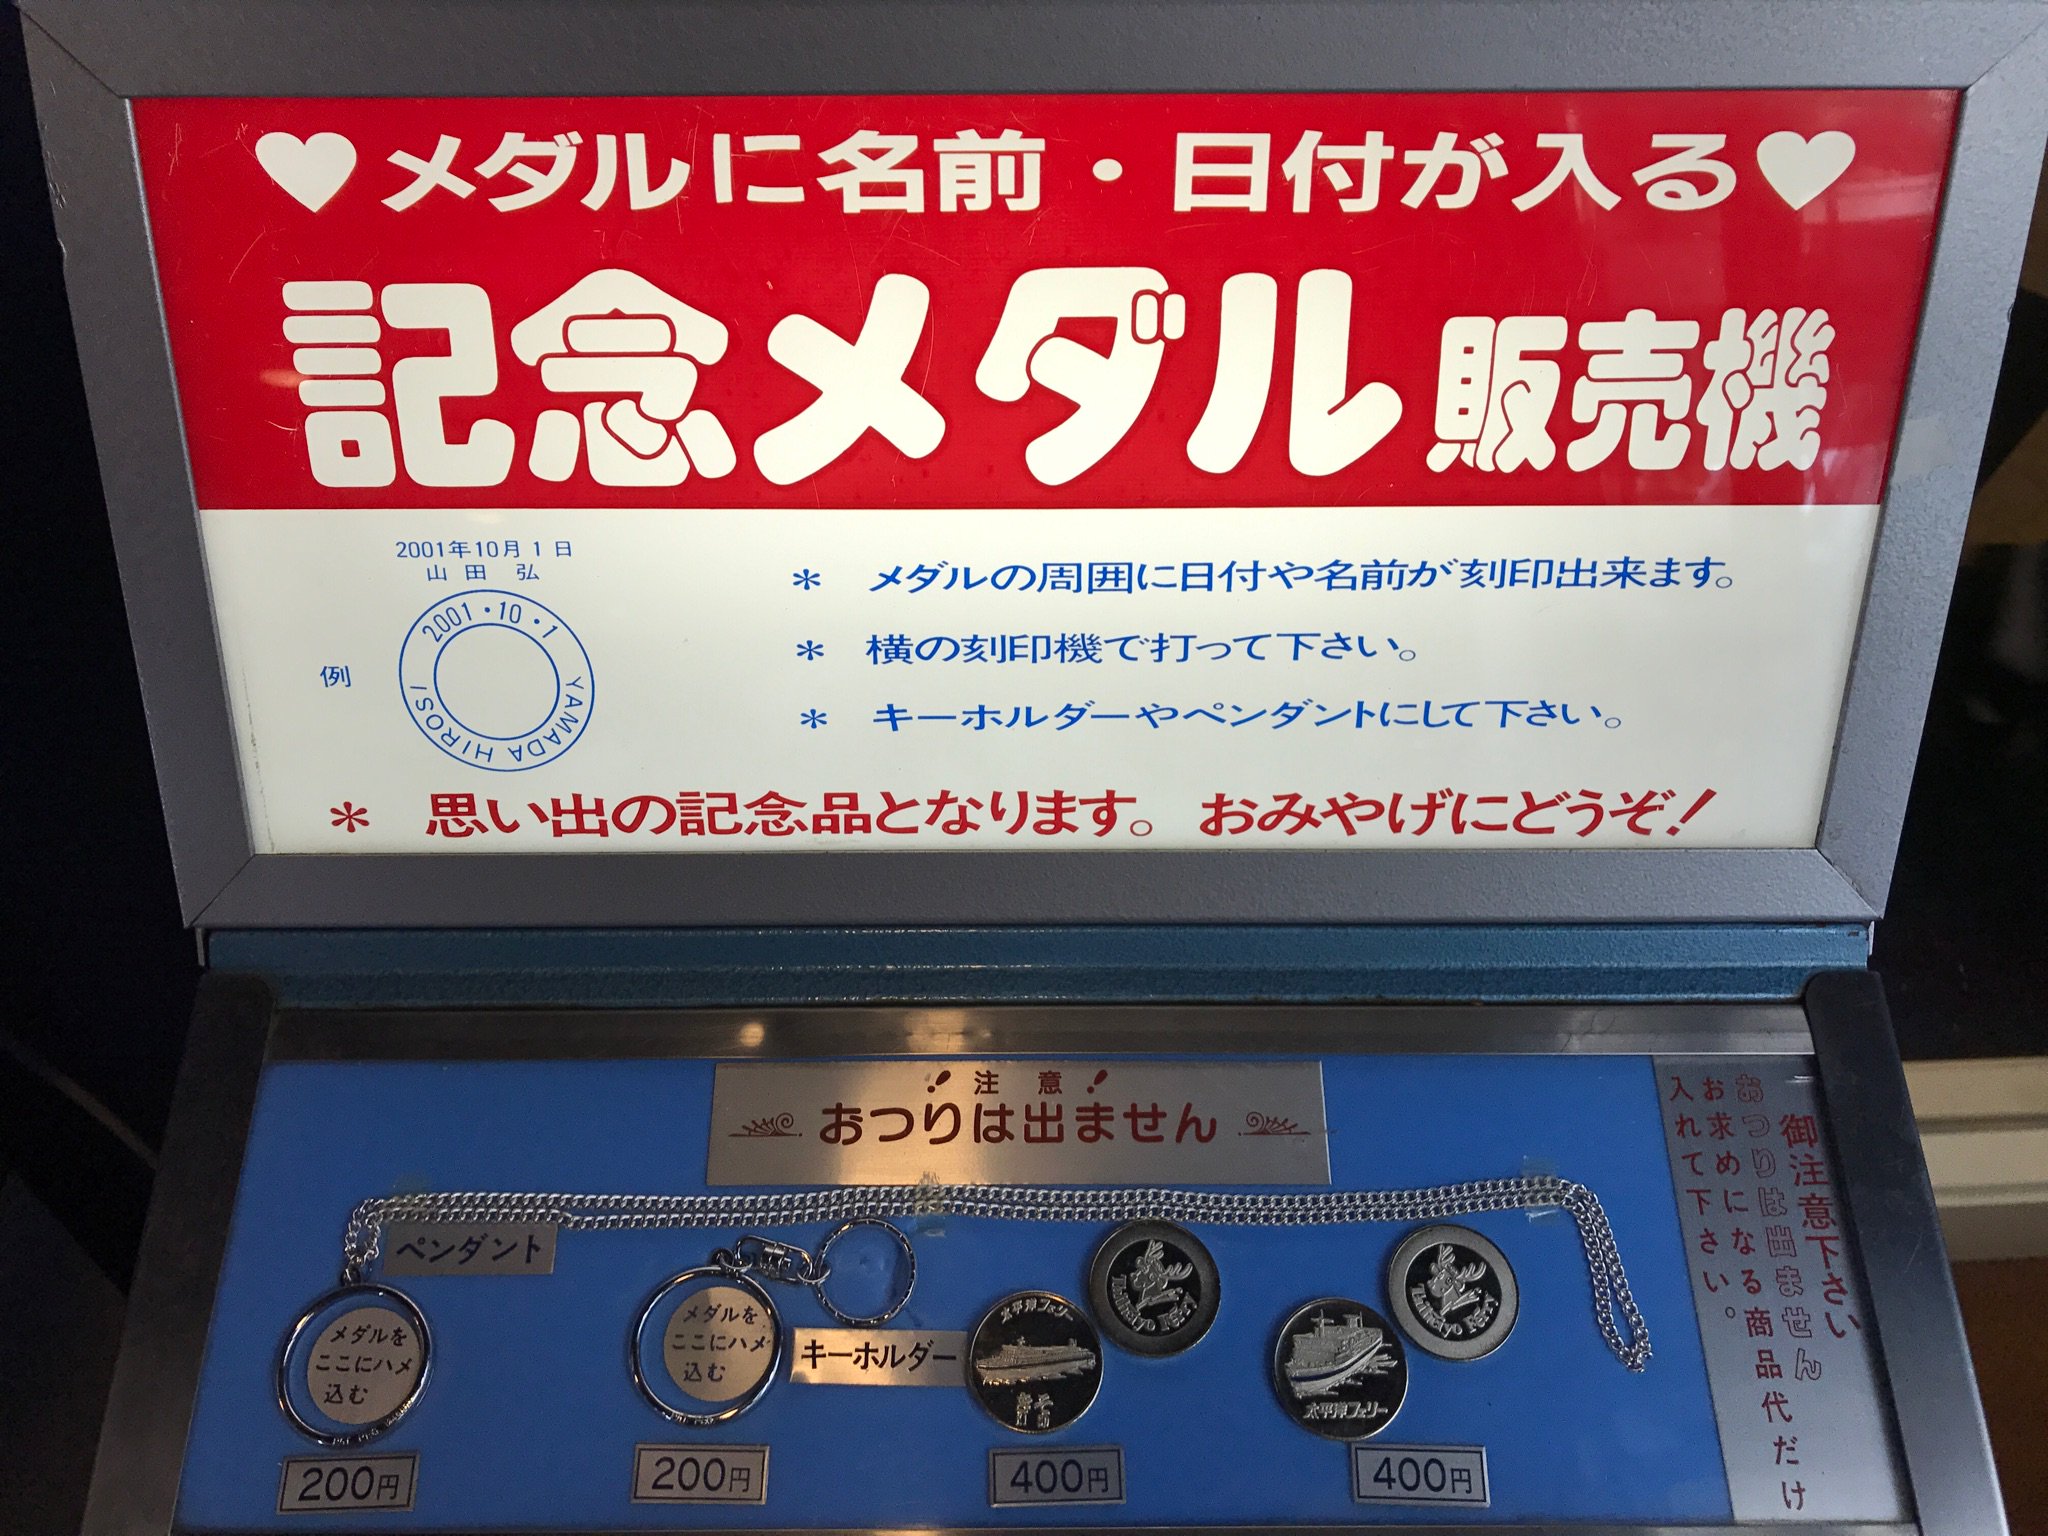 ♥メダルに名前・日付が入る♥
記念メダル販売機
2001年10月1日
山田 弘
例
2001・10・1
YAMADA HIROSI
* メダルの周囲に日付や名前が刻印出来ます。
* 横の刻印機で打って下さい。
* キーホルダーやペンダントにして下さい。
* 思い出の記念品となります。おみやげにどうぞ!
!注意!
おつりは出ません
御注意下さい
おつりは出ません
お求めになる商品代だけ
入れて下さい。
ペンダント
メダルを
ここにハメ
込む
メダルを
ここにハメ
込む
キーホルダー
太平洋フェリー
きそ
Taiheiyo Ferry
太平洋フェリー
Taiheiyo Ferry
200円
200円
400円
400円